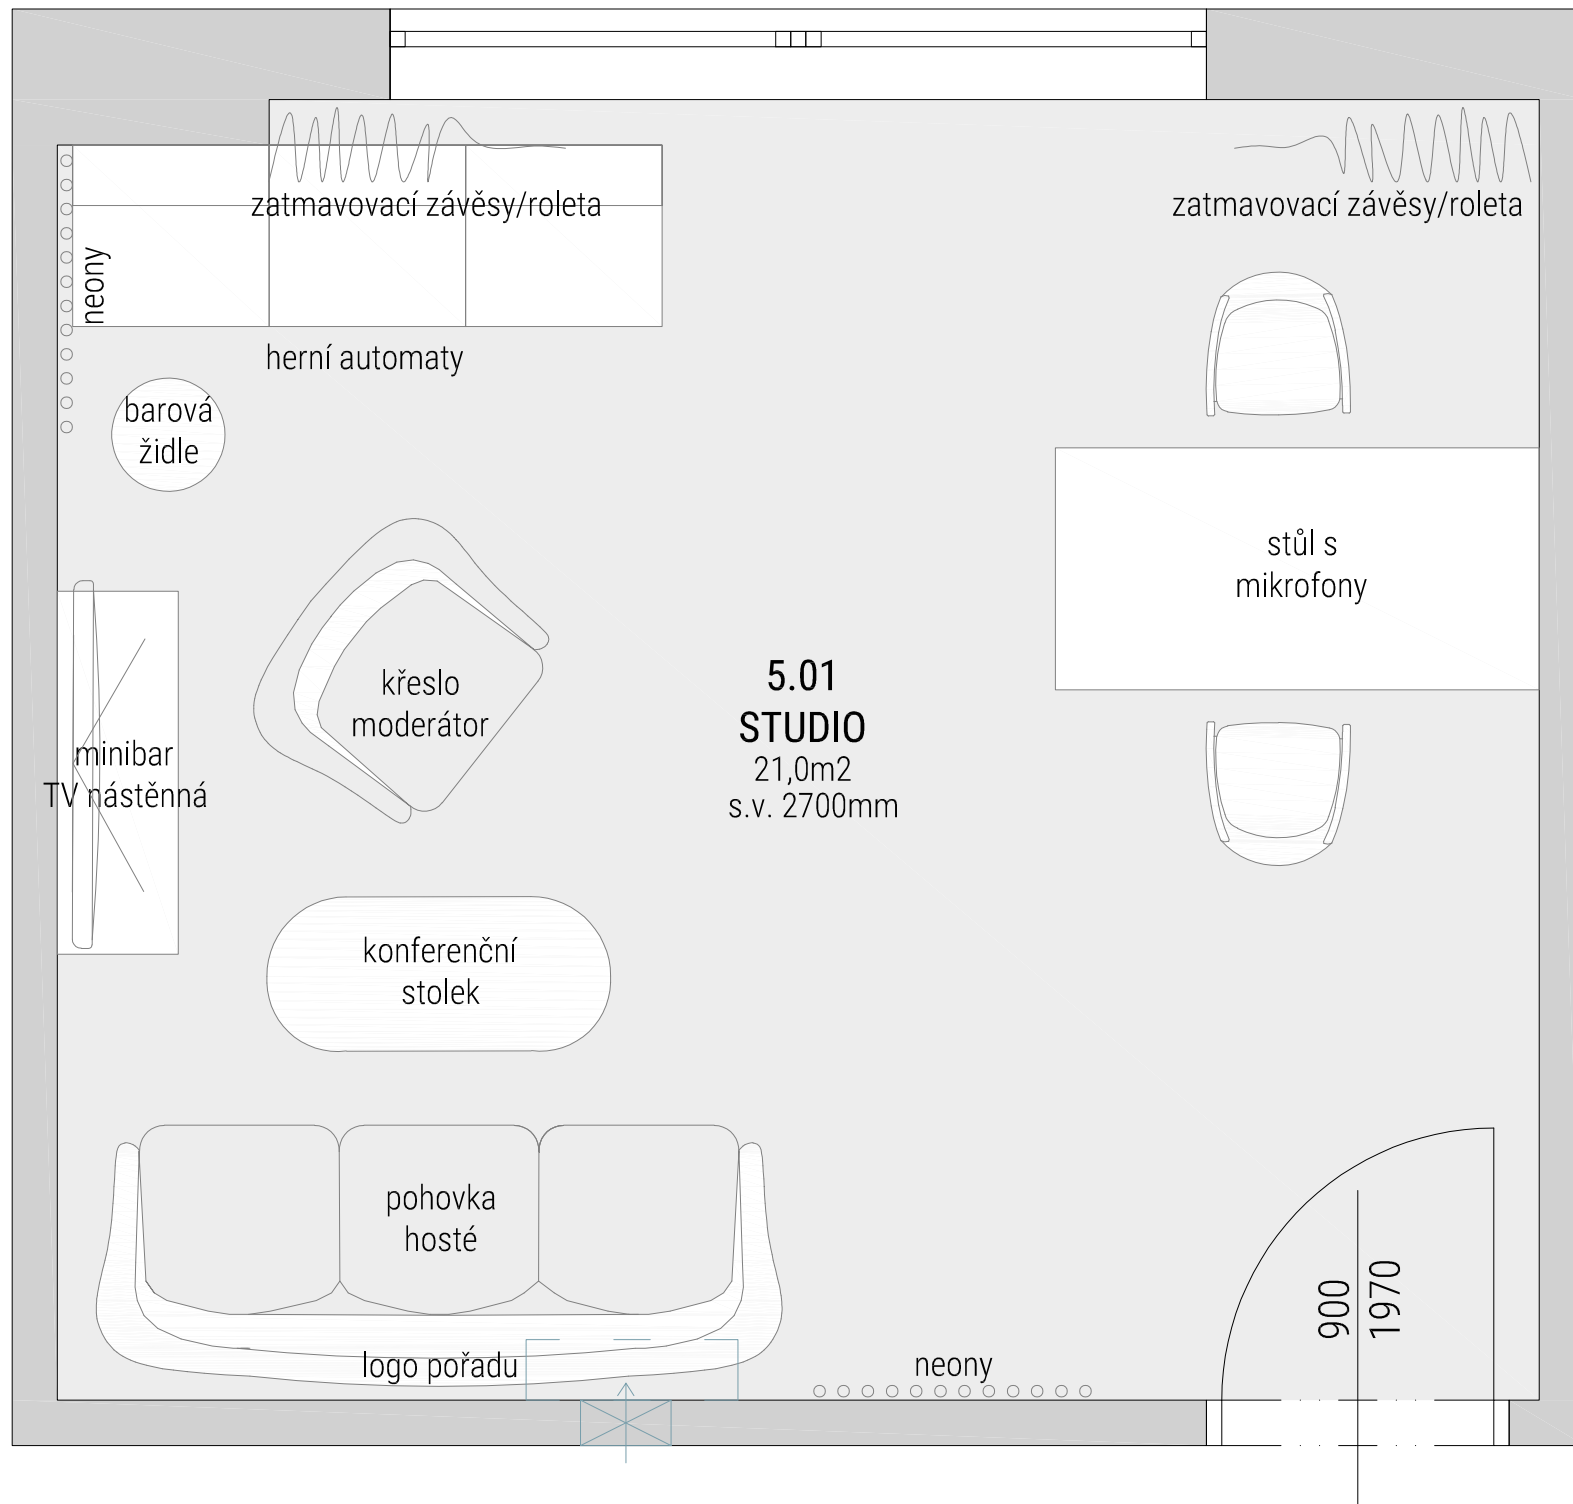 zatmavovací závěsy/roleta
zatmavovací závěsy/roleta
neony
herní automaty
barová
židle
stůl s
mikrofony
křeslo
moderátor
5.01
STUDIO
21,0m2
s.v. 2700mm
minibar
TV nástěnná
konferenční
stolek
pohovka
hosté
logo pořadu
neony
900
1970